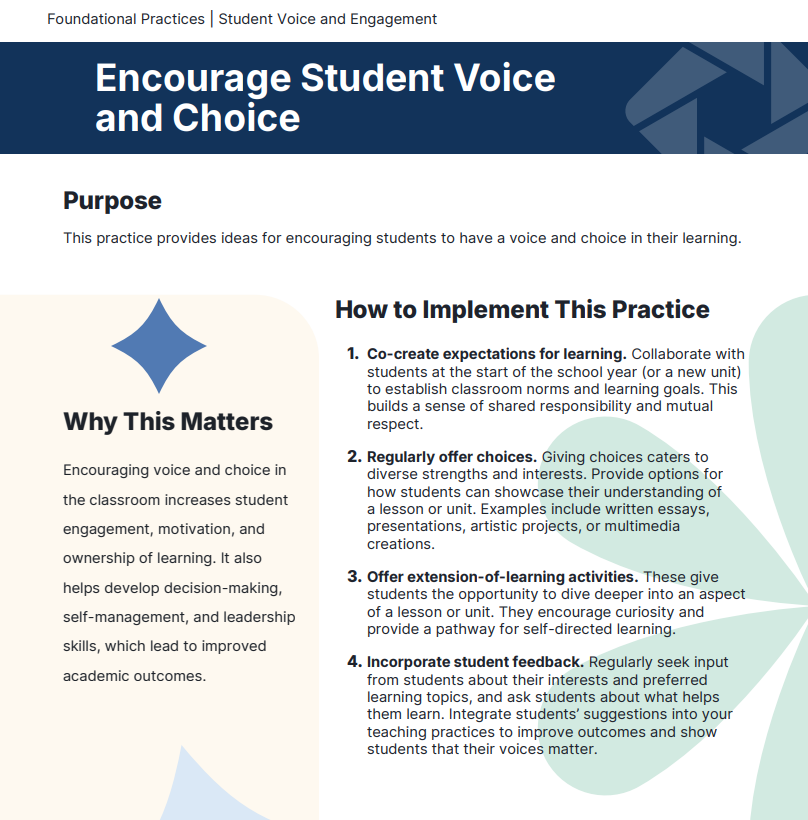 Foundational Practices | Student Voice and Engagement
Encourage Student Voice
and Choice
Purpose
This practice provides ideas for encouraging students to have a voice and choice in their learning.
Why This Matters
Encouraging voice and choice in
the classroom increases student
engagement, motivation, and
ownership of learning. It also
helps develop decision-making,
self-management, and leadership
skills, which lead to improved
academic outcomes.
How to Implement This Practice
1. Co-create expectations for learning. Collaborate with
students at the start of the school year (or a new unit)
to establish classroom norms and learning goals. This
builds a sense of shared responsibility and mutual
respect.
2. Regularly offer choices. Giving choices caters to
diverse strengths and interests. Provide options for
how students can showcase their understanding of
a lesson or unit. Examples include written essays,
presentations, artistic projects, or multimedia
creations.
3. Offer extension-of-learning activities. These give
students the opportunity to dive deeper into an aspect
of a lesson or unit. They encourage curiosity and
provide a pathway for self-directed learning.
4. Incorporate student feedback. Regularly seek input
from students about their interests and preferred
learning topics, and ask students about what helps
them learn. Integrate students’ suggestions into your
teaching practices to improve outcomes and show
students that their voices matter.